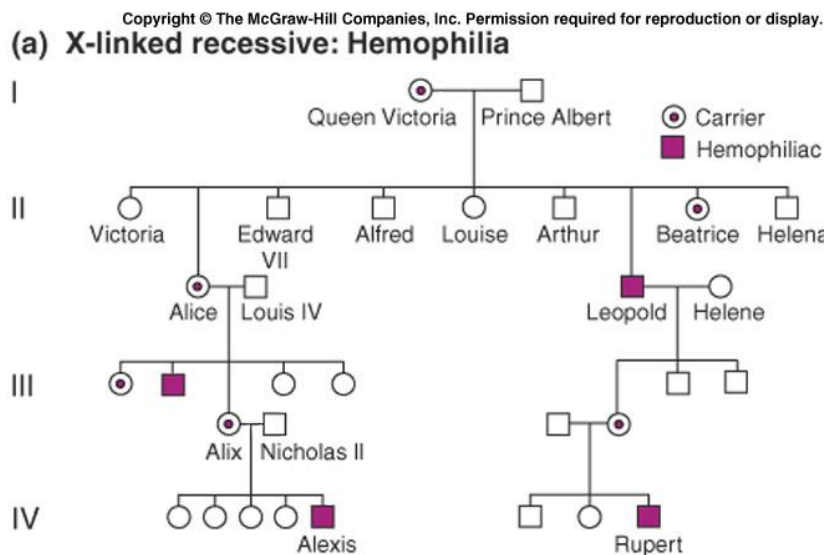 Copyright © The McGraw-Hill Companies, Inc. Permission required for reproduction or display.
(a) X-linked recessive: Hemophilia
I
Queen Victoria Prince Albert
Carrier
Hemophiliac
II
Victoria Edward VII Alfred Louise Arthur Beatrice Helena
Alice Louis IV Leopold Helene
III
Alix Nicholas II
IV
Alexis Rupert